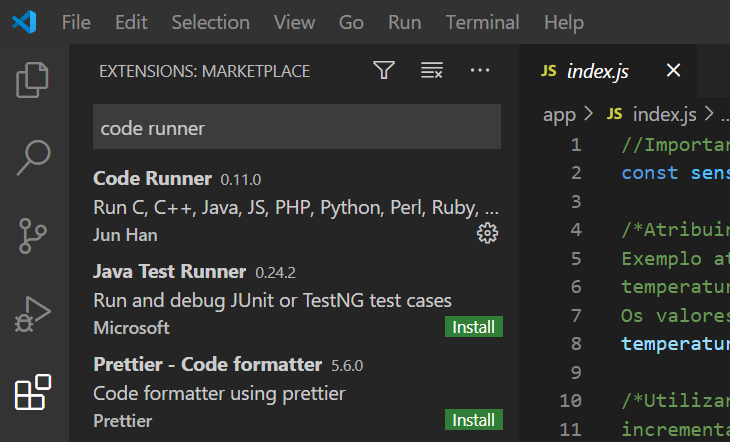 File Edit Selection View Go Run Terminal Help
EXTENSIONS: MARKETPLACE
code runner
Code Runner 0.11.0
Run C, C++, Java, JS, PHP, Python, Perl, Ruby, ...
Jun Han
Java Test Runner 0.24.2
Run and debug JUnit or TestNG test cases
Microsoft Install
Prettier - Code formatter 5.6.0
Code formatter using prettier
Prettier Install
JS index.js
app > JS index.js > ...
1 //Importan
2 const sens
3
4 /*Atribuin
5 Exemplo at
6 temperatur
7 Os valores
8 temperatur
9
10 /*Utilizan
11 incrementa